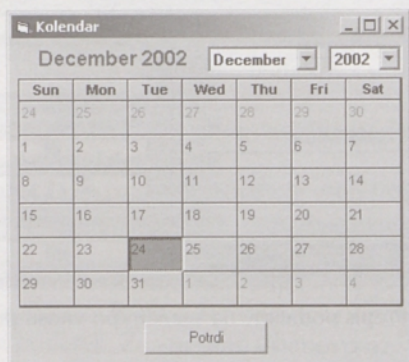 Kolendar
December 2002 December 2002
Sun Mon Tue Wed Thu Fri Sat
24 25 26 27 28 29 30
1 2 3 4 5 6 7
8 9 10 11 12 13 14
15 16 17 18 19 20 21
22 23 24 25 26 27 28
29 30 31 1 2 3 4
Potrdi